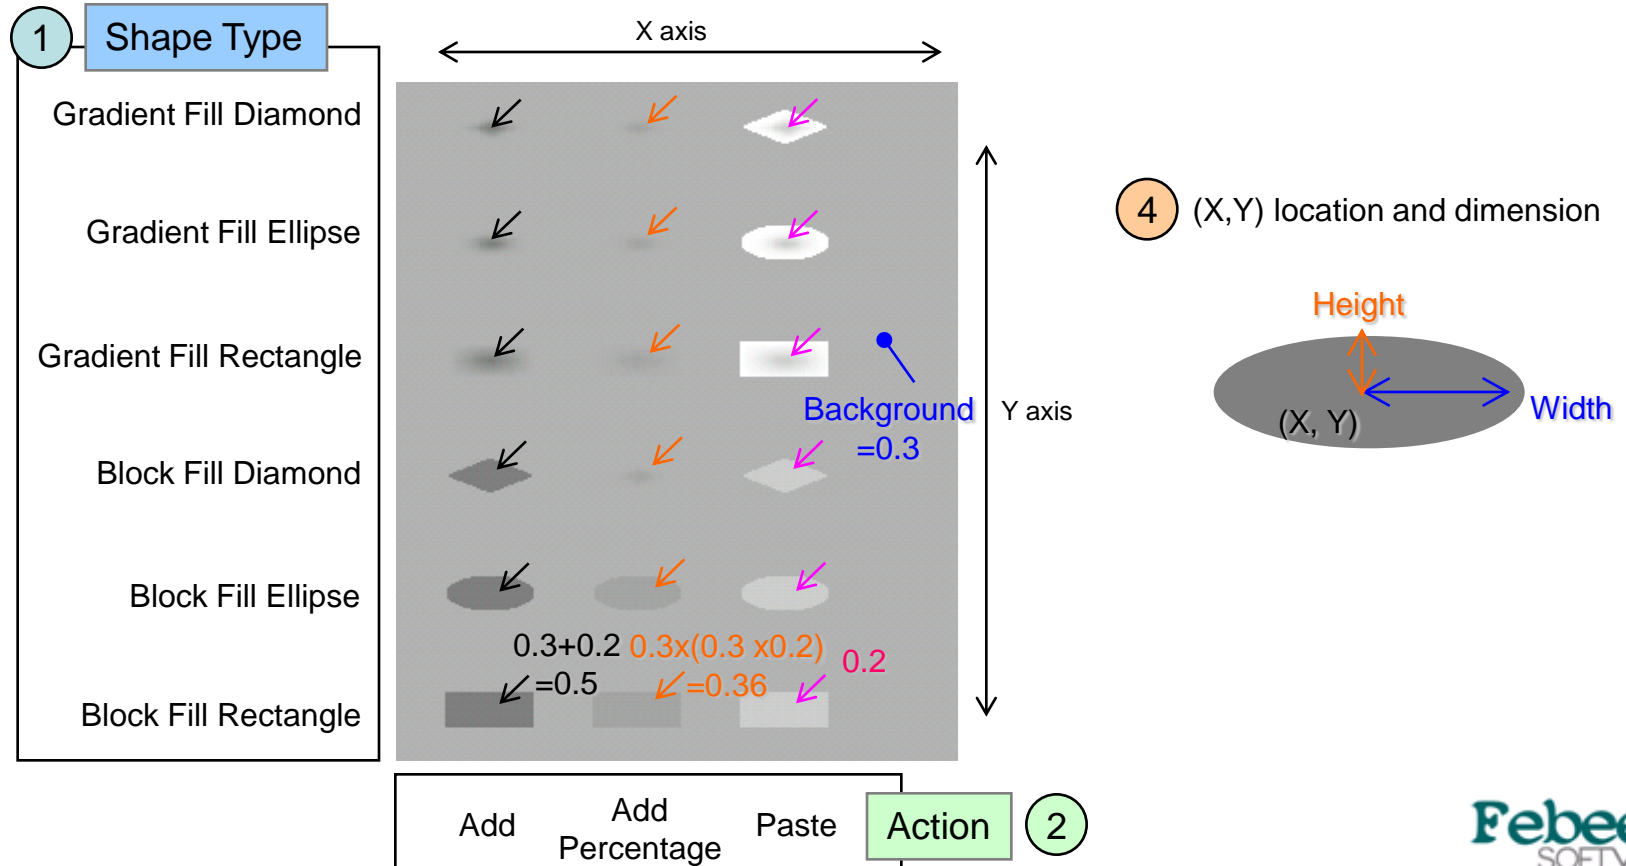 1
Shape Type
X axis
Gradient Fill Diamond
Gradient Fill Ellipse
Gradient Fill Rectangle
Block Fill Diamond
Block Fill Ellipse
Block Fill Rectangle
Background
=0.3
Y axis
0.3+0.2
=0.5
0.3x(0.3 x0.2)
=0.36
0.2
Add
Add
Percentage
Paste
Action
2
4
(X,Y) location and dimension
Height
(X, Y)
Width